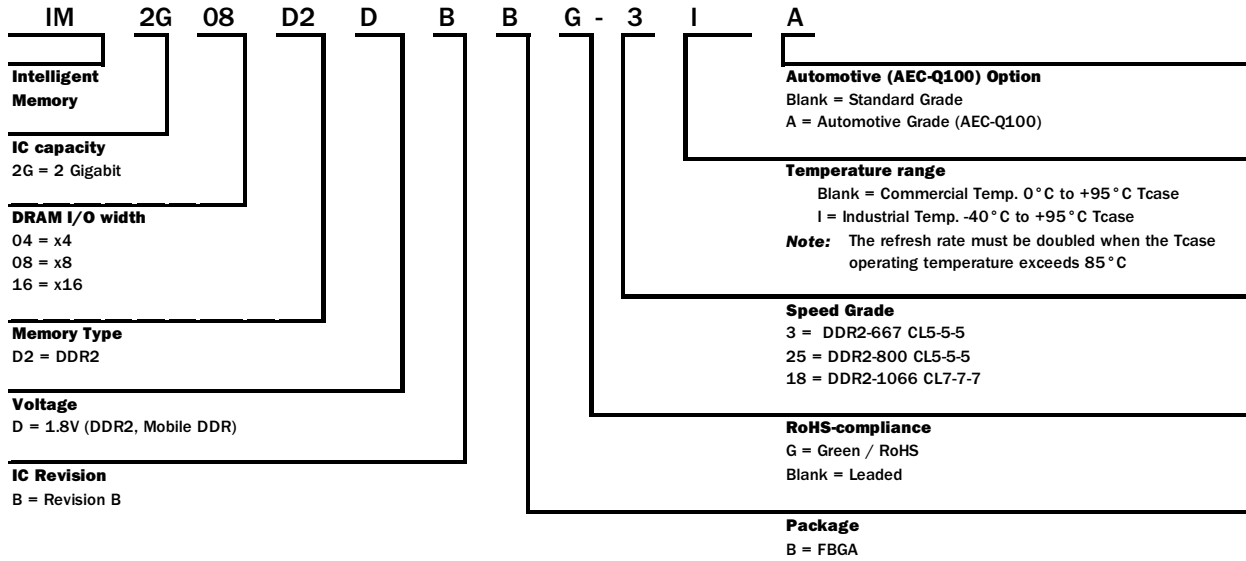 IM 2G 08 D2 D B B G - 3 I A
Intelligent
Memory
IC capacity
2G = 2 Gigabit
DRAM I/O width
04 = x4
08 = x8
16 = x16
Memory Type
D2 = DDR2
Voltage
D = 1.8V (DDR2, Mobile DDR)
IC Revision
B = Revision B
Automotive (AEC-Q100) Option
Blank = Standard Grade
A = Automotive Grade (AEC-Q100)
Temperature range
Blank = Commercial Temp. 0°C to +95°C Tcase
I = Industrial Temp. -40°C to +95°C Tcase
Note: The refresh rate must be doubled when the Tcase
operating temperature exceeds 85°C
Speed Grade
3 = DDR2-667 CL5-5-5
25 = DDR2-800 CL5-5-5
18 = DDR2-1066 CL7-7-7
RoHS-compliance
G = Green / RoHS
Blank = Leaded
Package
B = FBGA